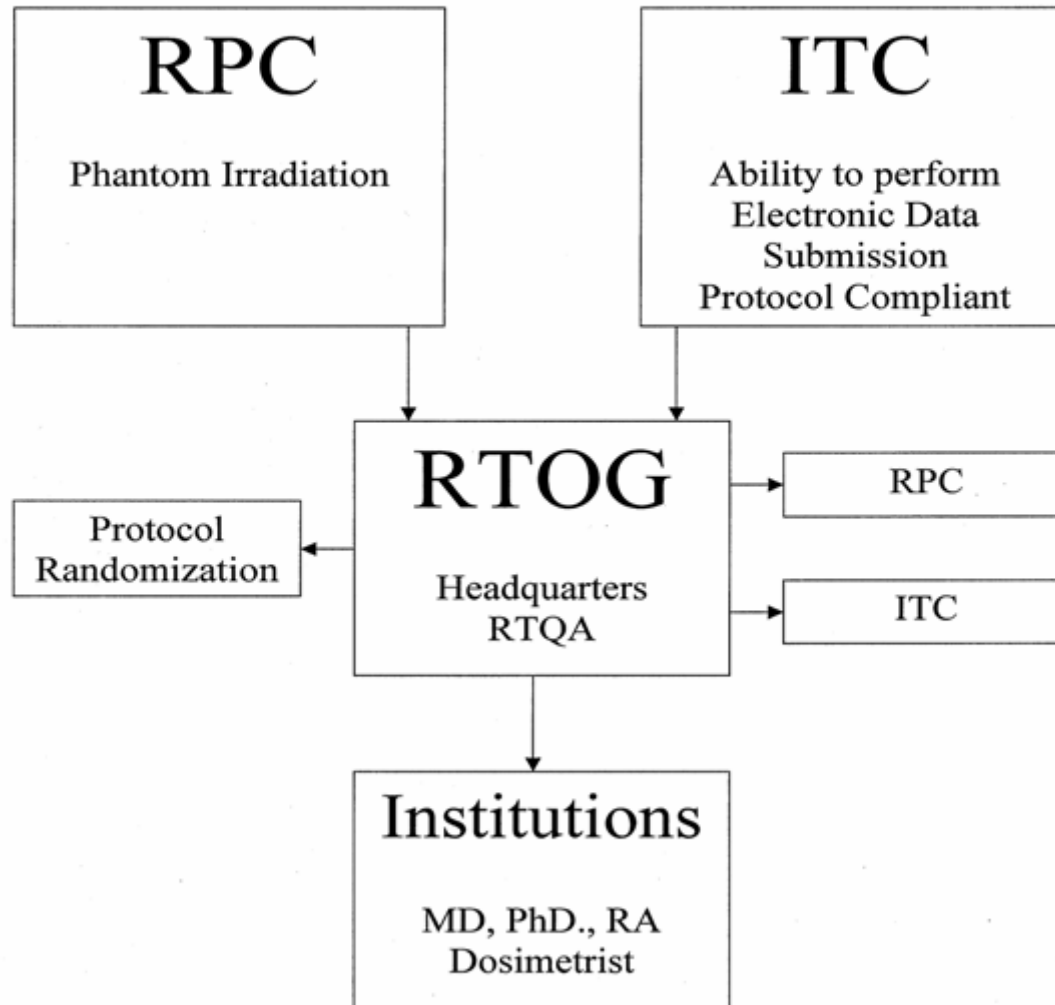 RPC
Phantom Irradiation
ITC
Ability to perform
Electronic Data
Submission
Protocol Compliant
RTOG
Headquarters
RTQA
Protocol
Randomization
RPC
ITC
Institutions
MD, PhD., RA
Dosimetrist